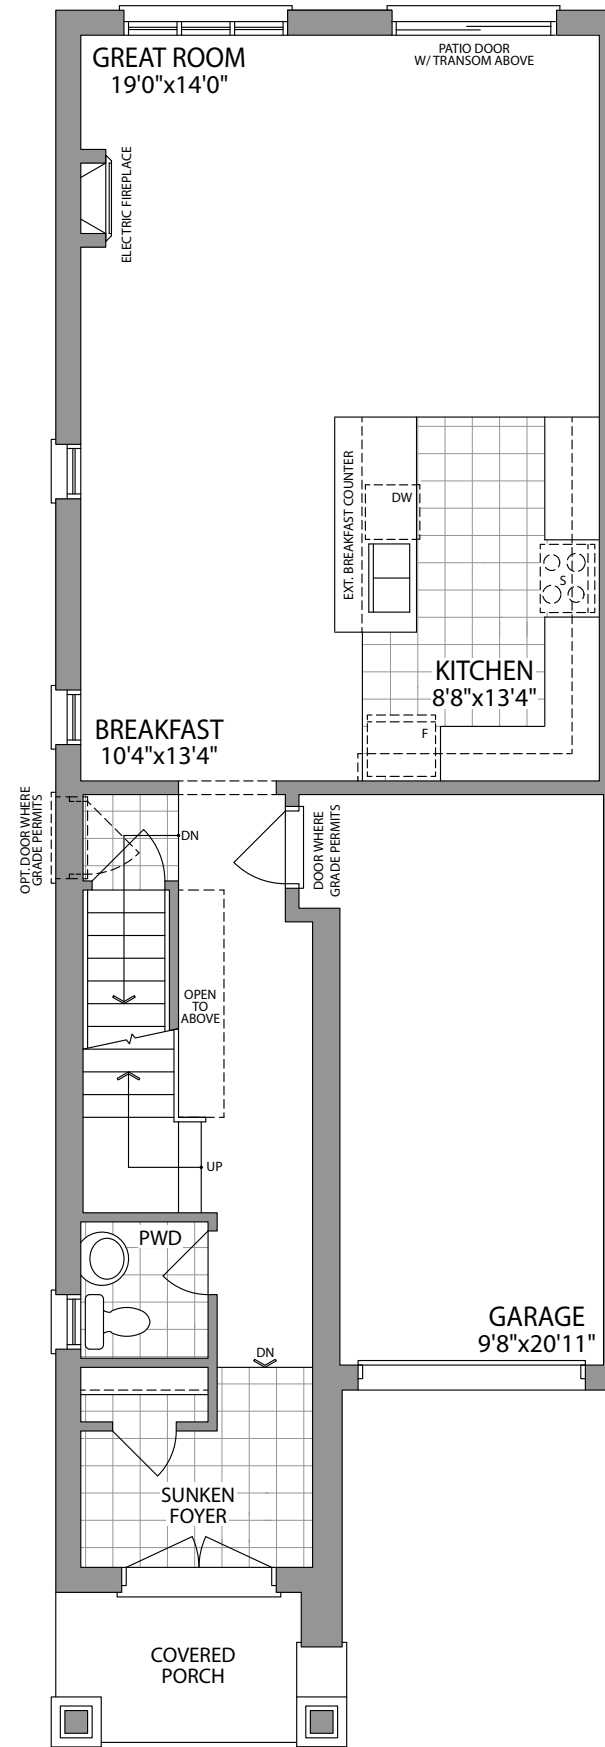 GREAT ROOM
19'0"x14'0"
PATIO DOOR
W/ TRANSOM ABOVE
ELECTRIC FIREPLACE
EXT. BREAKFAST COUNTER
DW
S
KITCHEN
8'8"x13'4"
F
BREAKFAST
10'4"x13'4"
OPT. DOOR WHERE
GRADE PERMITS
DN
DOOR WHERE
GRADE PERMITS
OPEN
TO
ABOVE
UP
PWD
GARAGE
9'8"x20'11"
DN
SUNKEN
FOYER
COVERED
PORCH